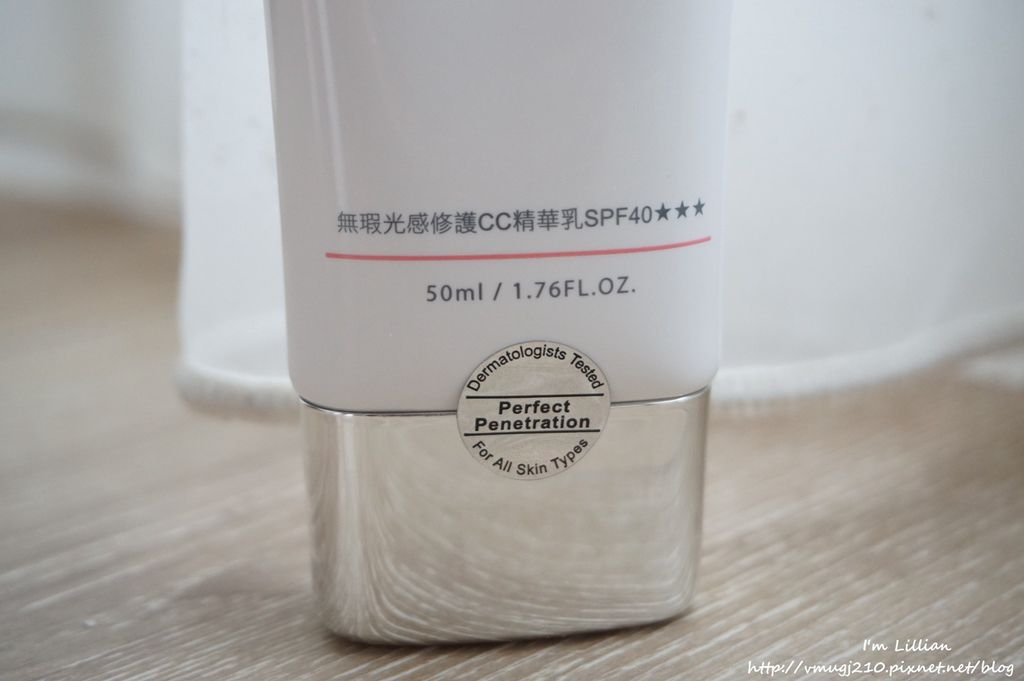 無瑕光感修護CC精華乳SPF40★★★
50ml / 1.76FL.OZ.
Dermatologists Tested
Perfect
Penetration
For All Skin Types
I'm Lillian
http://vmugj210.pixnet.net/blog